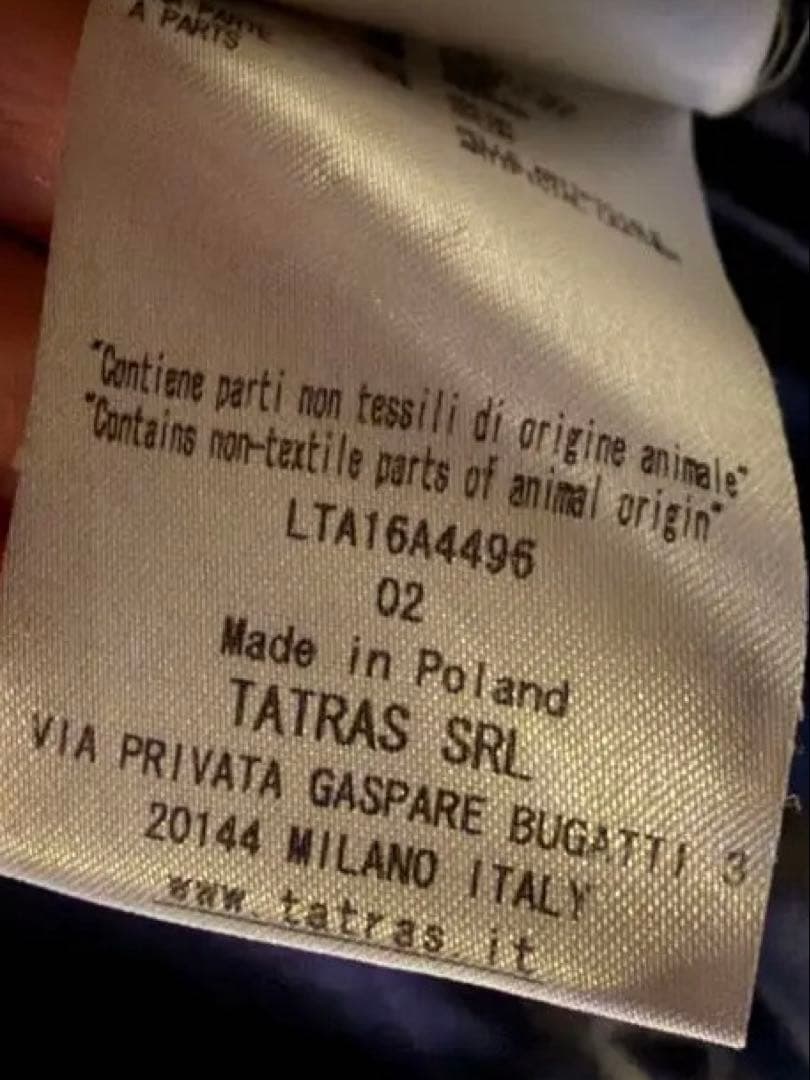 A PARTE
A PARTS
"Contiene parti non tessili di origine animale"
"Contains non-textile parts of animal origin"
LTA16A4496
02
Made in Poland
TATRAS SRL
VIA PRIVATA GASPARE BUGATTI 3
20144 MILANO ITALY
www.tatras.it